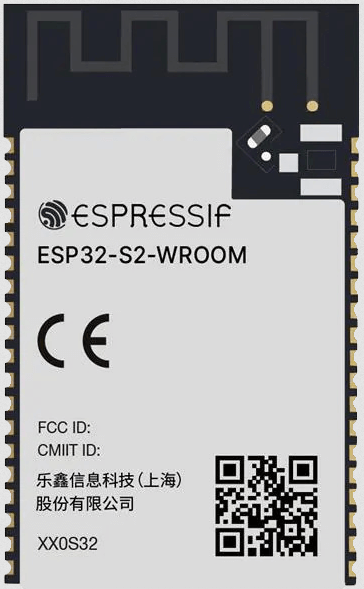 ESPRESSIF
ESP32-S2-WROOM
CE
FCC ID:
CMIIT ID:
乐鑫信息科技(上海)
股份有限公司
XX0S32